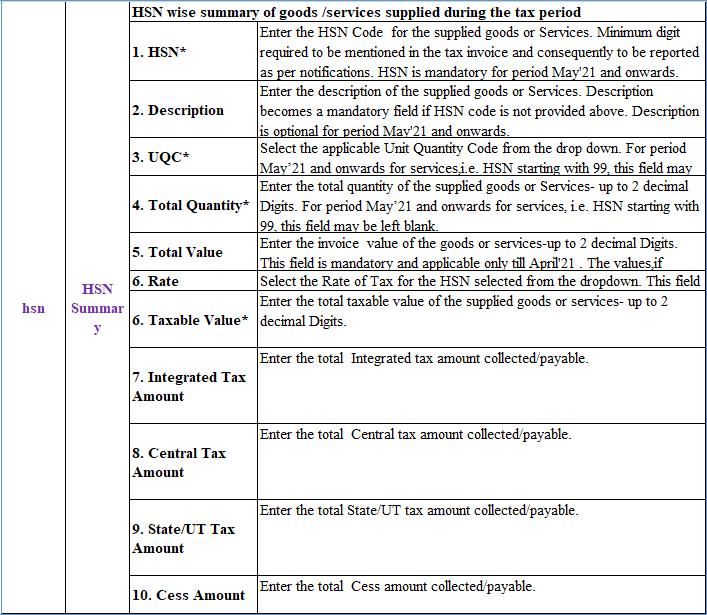 HSN wise summary of goods /services supplied during the tax period
1. HSN*
Enter the HSN Code  for the supplied goods or Services. Minimum digit
required to be mentioned in the tax invoice and consequently to be reported
as per notifications. HSN is mandatory for period May'21 and onwards.
2. Description
Enter the description of the supplied goods or Services. Description
becomes a mandatory field if HSN code is not provided above. Description
is optional for period May'21 and onwards.
3. UQC*
Select the applicable Unit Quantity Code from the drop down. For period
May’21 and onwards for services,i.e. HSN starting with 99, this field may
4. Total Quantity*
Enter the total quantity of the supplied goods or Services- up to 2 decimal
Digits. For period May’21 and onwards for services, i.e. HSN starting with
99, this field may be left blank.
5. Total Value
Enter the invoice  value of the goods or services-up to 2 decimal Digits.
This field is mandatory and applicable only till April'21 . The values,if
6. Rate
Select the Rate of Tax for the HSN selected from the dropdown. This field
hsn
HSN
Summar
y
6. Taxable Value*
Enter the total taxable value of the supplied goods or services- up to 2
decimal Digits.
7. Integrated Tax
Amount
Enter the total  Integrated tax amount collected/payable.
8. Central Tax
Amount
Enter the total  Central tax amount collected/payable.
9. State/UT Tax
Amount
Enter the total State/UT tax amount collected/payable.
10. Cess Amount
Enter the total  Cess amount collected/payable.